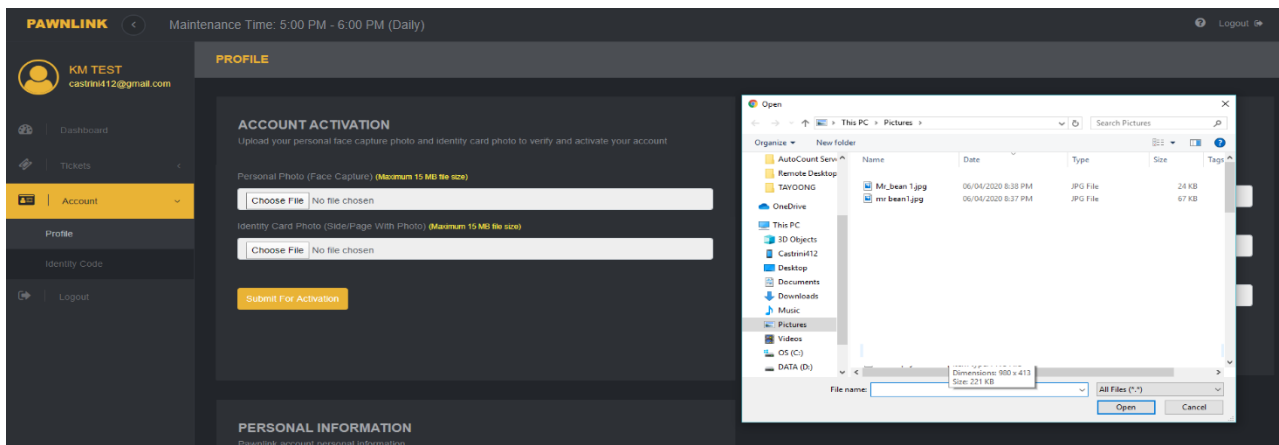 PAWNLINK
Maintenance Time: 5:00 PM - 6:00 PM (Daily)
Logout
KM TEST
castrini412@gmail.com
Dashboard
Tickets
Account
Profile
Identity Code
Logout
PROFILE
ACCOUNT ACTIVATION
Upload your personal face capture photo and identity card photo to verify and activate your account
Personal Photo (Face Capture) (Maximum 15 MB file size)
Choose File No file chosen
Identity Card Photo (Side/Page With Photo) (Maximum 15 MB file size)
Choose File No file chosen
Submit For Activation
PERSONAL INFORMATION
Pawnlink account personal information
Open
This PC > Pictures >
Search Pictures
Organize
New folder
AutoCount Serve
Remote Desktop
TAYOONG
OneDrive
This PC
3D Objects
Castrini412
Desktop
Documents
Downloads
Music
Pictures
Videos
OS (C:)
DATA (D:)
Name Date Type Size Tags
Mr_bean 1.jpg 06/04/2020 8:38 PM JPG File 24 KB
mr bean1.jpg 06/04/2020 8:37 PM JPG File 67 KB
Dimensions: 980 x 413
Size: 221 KB
File name:
All Files (*.*)
Open
Cancel